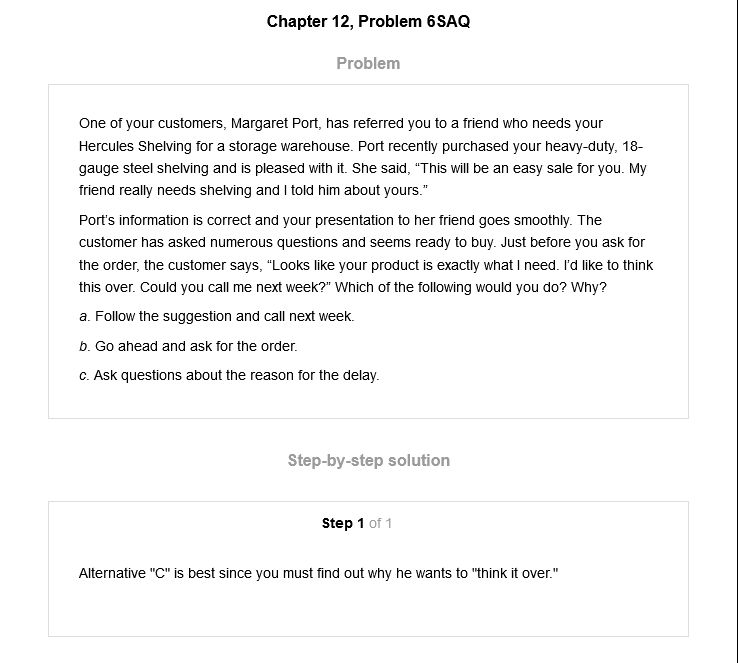 Chapter 12, Problem 6SAQ
Problem
One of your customers, Margaret Port, has referred you to a friend who needs your
Hercules Shelving for a storage warehouse. Port recently purchased your heavy-duty, 18-
gauge steel shelving and is pleased with it. She said, “This will be an easy sale for you. My
friend really needs shelving and I told him about yours.”
Port’s information is correct and your presentation to her friend goes smoothly. The
customer has asked numerous questions and seems ready to buy. Just before you ask for
the order, the customer says, “Looks like your product is exactly what I need. I’d like to think
this over. Could you call me next week?” Which of the following would you do? Why?
a. Follow the suggestion and call next week.
b. Go ahead and ask for the order.
c. Ask questions about the reason for the delay.
Step-by-step solution
Step 1 of 1
Alternative "C" is best since you must find out why he wants to "think it over."